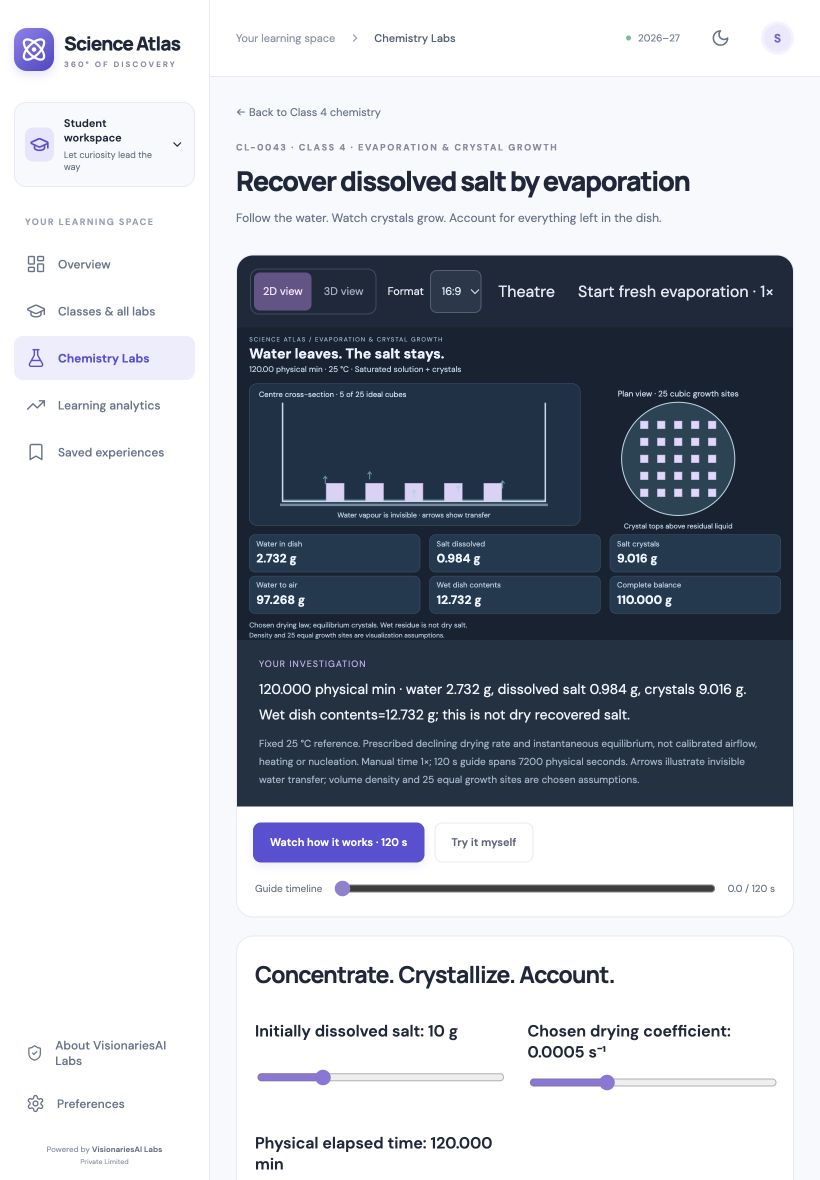 Science Atlas
360° OF DISCOVERY
Student
workspace
Let curiosity lead the
way
YOUR LEARNING SPACE
Overview
Classes & all labs
Chemistry Labs
Learning analytics
Saved experiences
About VisionariesAI
Labs
Preferences
Powered by VisionariesAI Labs
Private Limited
Your learning space > Chemistry Labs
2026–27
S
← Back to Class 4 chemistry
CL-0043 · CLASS 4 · EVAPORATION & CRYSTAL GROWTH
Recover dissolved salt by evaporation
Follow the water. Watch crystals grow. Account for everything left in the dish.
2D view
3D view
Format
16:9
Theatre
Start fresh evaporation · 1×
SCIENCE ATLAS / EVAPORATION & CRYSTAL GROWTH
Water leaves. The salt stays.
120.00 physical min · 25 °C · Saturated solution + crystals
Centre cross-section · 5 of 25 ideal cubes
Water vapour is invisible · arrows show transfer
Plan view · 25 cubic growth sites
Crystal tops above residual liquid
Water in dish
2.732 g
Salt dissolved
0.984 g
Salt crystals
9.016 g
Water to air
97.268 g
Wet dish contents
12.732 g
Complete balance
110.000 g
Chosen drying law; equilibrium crystals. Wet residue is not dry salt.
Density and 25 equal growth sites are visualization assumptions.
YOUR INVESTIGATION
120.000 physical min · water 2.732 g, dissolved salt 0.984 g, crystals 9.016 g.
Wet dish contents=12.732 g; this is not dry recovered salt.
Fixed 25 °C reference. Prescribed declining drying rate and instantaneous equilibrium, not calibrated airflow,
heating or nucleation. Manual time 1×; 120 s guide spans 7200 physical seconds. Arrows illustrate invisible
water transfer; volume density and 25 equal growth sites are chosen assumptions.
Watch how it works · 120 s
Try it myself
Guide timeline
0.0 / 120 s
Concentrate. Crystallize. Account.
Initially dissolved salt: 10 g
Chosen drying coefficient:
0.0005 s⁻¹
Physical elapsed time: 120.000
min